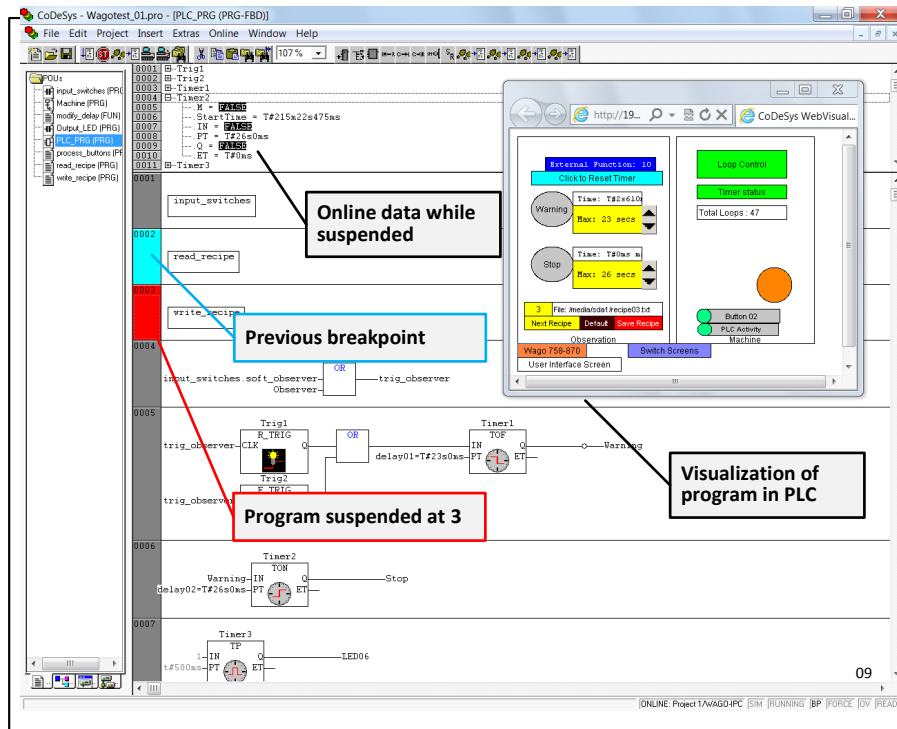 CoDeSys - Wagotest_01.pro - [PLC_PRG (PRG-FBD)]
File Edit Project Insert Extras Online Window Help
107 %
POUs
Machine (PRG)
modify_delay (FUN)
Output_LED (PRG)
PLC_PRG (PRG)
read_recipe (PRG)
write_recipe (PRG)
0001 Trig1
0002 Trig2
0003 Timer1
0004 Timer2
0005 .M = FALSE
0006 .StartTime = T#215m22s475ms
0007 .IN = FALSE
0008 .PT = T#26s0ms
0009 .Q = FALSE
0010 .ET = T#0ms
0011 Timer3
0001
input_switches
0002
read_recipe
0003
write_recipe
0004
OR
input_switches.soft_observer
trig_observer
Observer
0005
Trig1
R_TRIG
trig_observer CLK Q
OR
Timer1
TOF
IN Q
Warning
delay01=T#23s0ms PT ET
Trig2
F_TRIG
trig_observer
0006
Timer2
TON
Warning IN Q Stop
delay02=T#26s0ms PT ET
0007
Timer3
TP
1 IN Q LED06
t#500ms PT ET
Online data while
suspended
Previous breakpoint
Program suspended at 3
Visualization of
program in PLC
http://19...
CoDeSys WebVisual...
External Function: 10
Click to Reset Timer
Warning
Time: T#2s610
Max: 23 secs
Stop
Time: T#0ms m
Max: 26 secs
3 File: /media/sda1/recipe03.txt
Next Recipe Default Save Recipe
Observation
Wago 758-870
Switch Screens
User Interface Screen
Loop Control
Timer status
Total Loops : 47
Button 02
PLC Activity
Machine
09
ONLINE: Project 1/WAGO-IPC SIM RUNNING BP FORCE OV READ